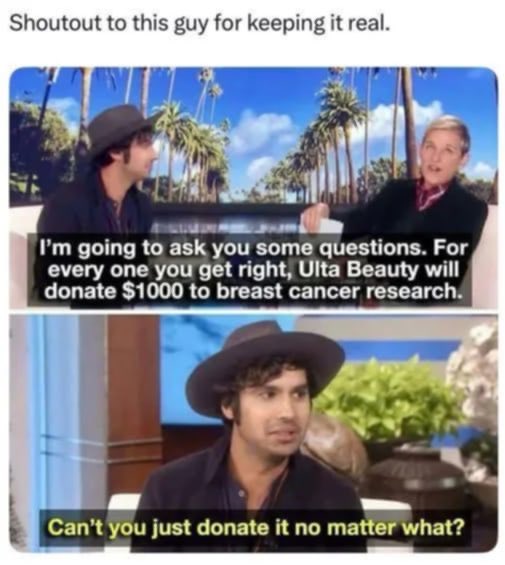 Shoutout to this guy for keeping it real.
I'm going to ask you some questions. For
every one you get right, Ulta Beauty will
donate $1000 to breast cancer research.
Can't you just donate it no matter what?